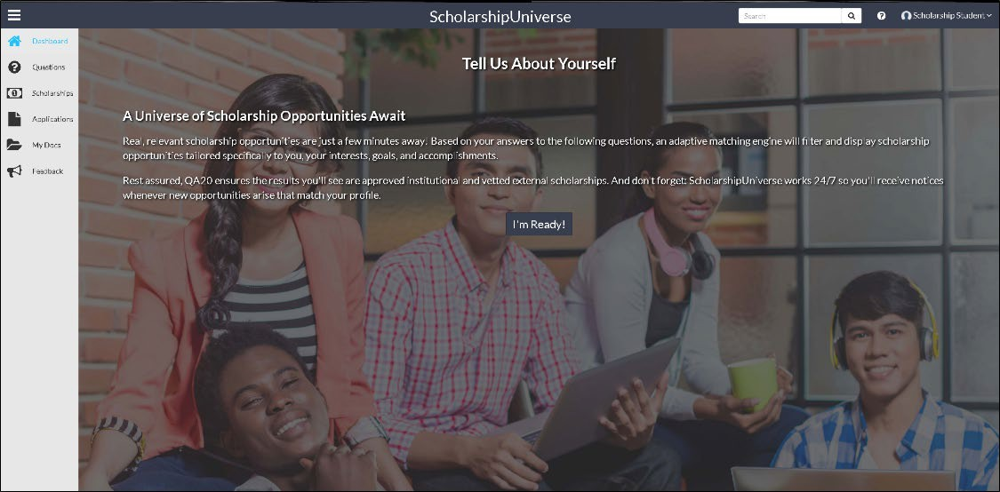 ScholarshipUniverse
Search
Scholarship Student
Dashboard
Questions
Scholarships
Applications
My Docs
Feedback
Tell Us About Yourself
A Universe of Scholarship Opportunities Await
Real, relevant scholarship opportunities are just a few minutes away. Based on your answers to the following questions, an adaptive matching engine will filter and display scholarship
opportunities tailored specifically to you, your interests, goals, and accomplishments.
Rest assured, QA20 ensures the results you'll see are approved institutional and vetted external scholarships. And don't forget: ScholarshipUniverse works 24/7 so you'll receive notices
whenever new opportunities arise that match your profile.
I'm Ready!